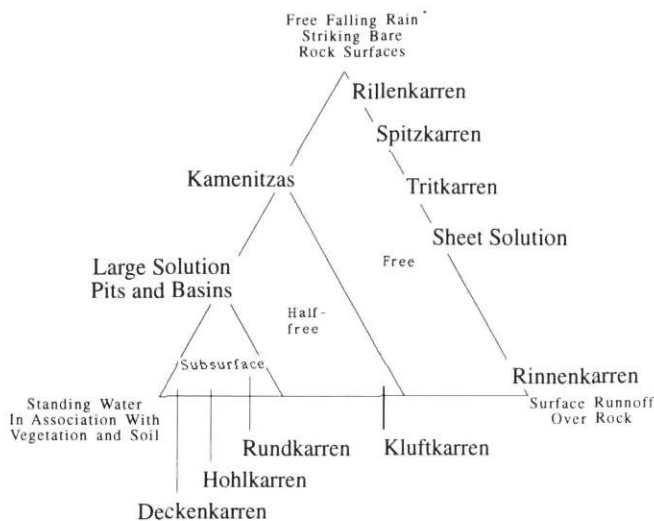 Free Falling Rain
Striking Bare
Rock Surfaces
Rillenkarren
Spitzkarren
Kamenitzas
Tritkarren
Sheet Solution
Free
Large Solution
Pits and Basins
Half-
free
Subsurface
Rinnenkarren
Standing Water
In Association With
Vegetation and Soil
Surface Runnoff
Over Rock
Rundkarren
Kluftkarren
Hohlkarren
Deckenkarren